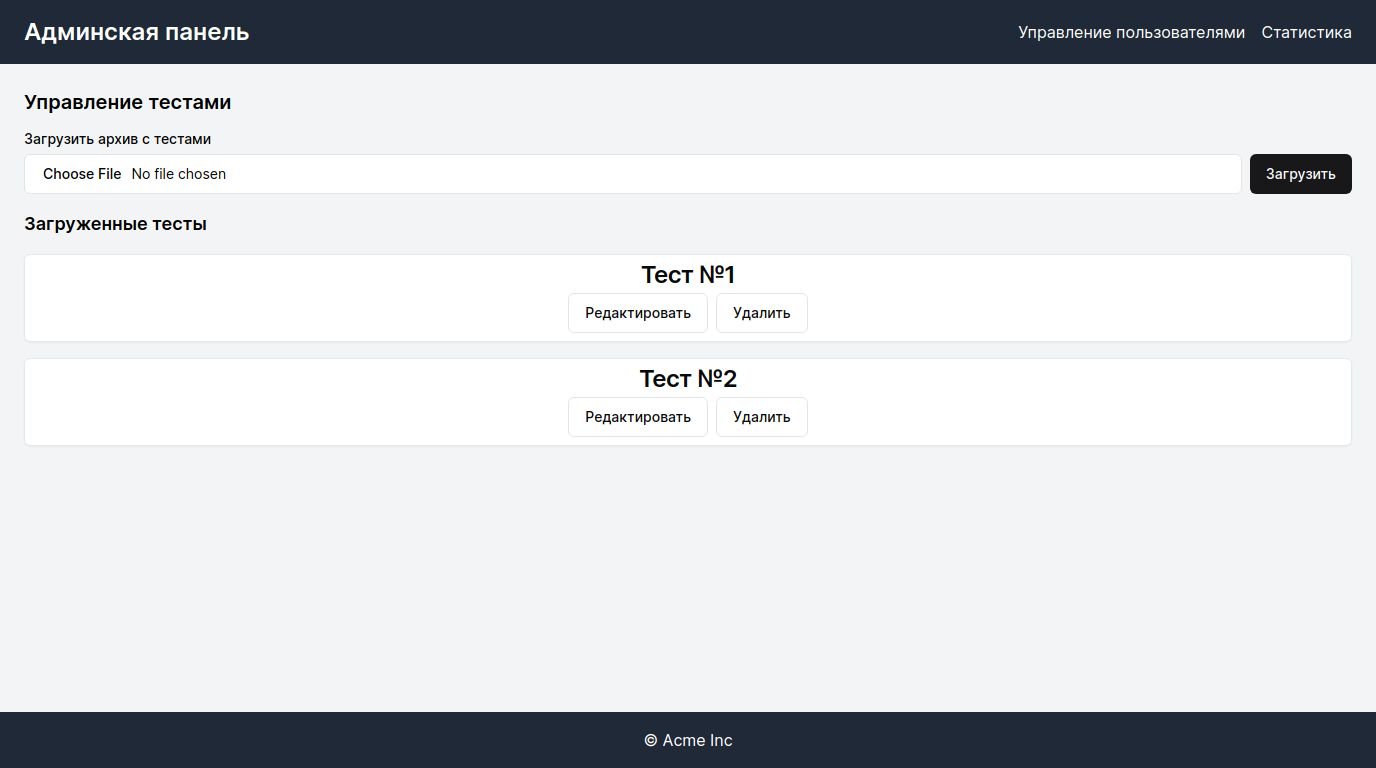 Админская панель
Управление пользователями Статистика
Управление тестами
Загрузить архив с тестами
Choose File No file chosen
Загрузить
Загруженные тесты
Тест №1
Редактировать Удалить
Тест №2
Редактировать Удалить
© Acme Inc